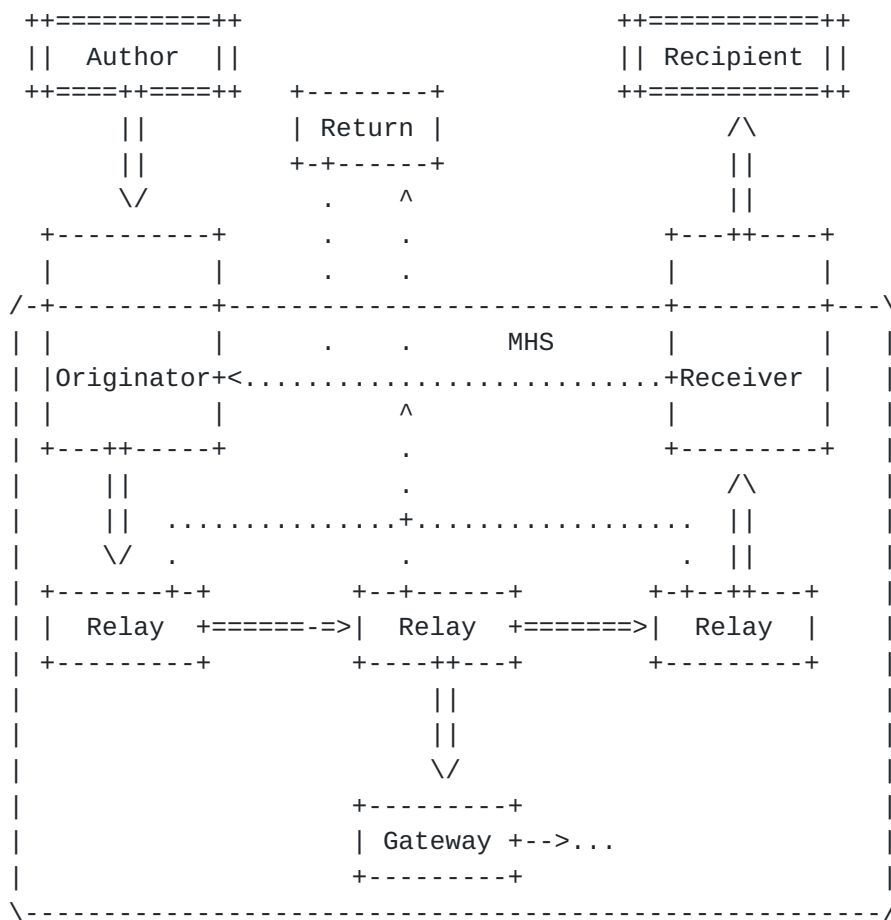 Author Recipient
Return
MHS
Originator Receiver
Relay Relay Relay
Gateway